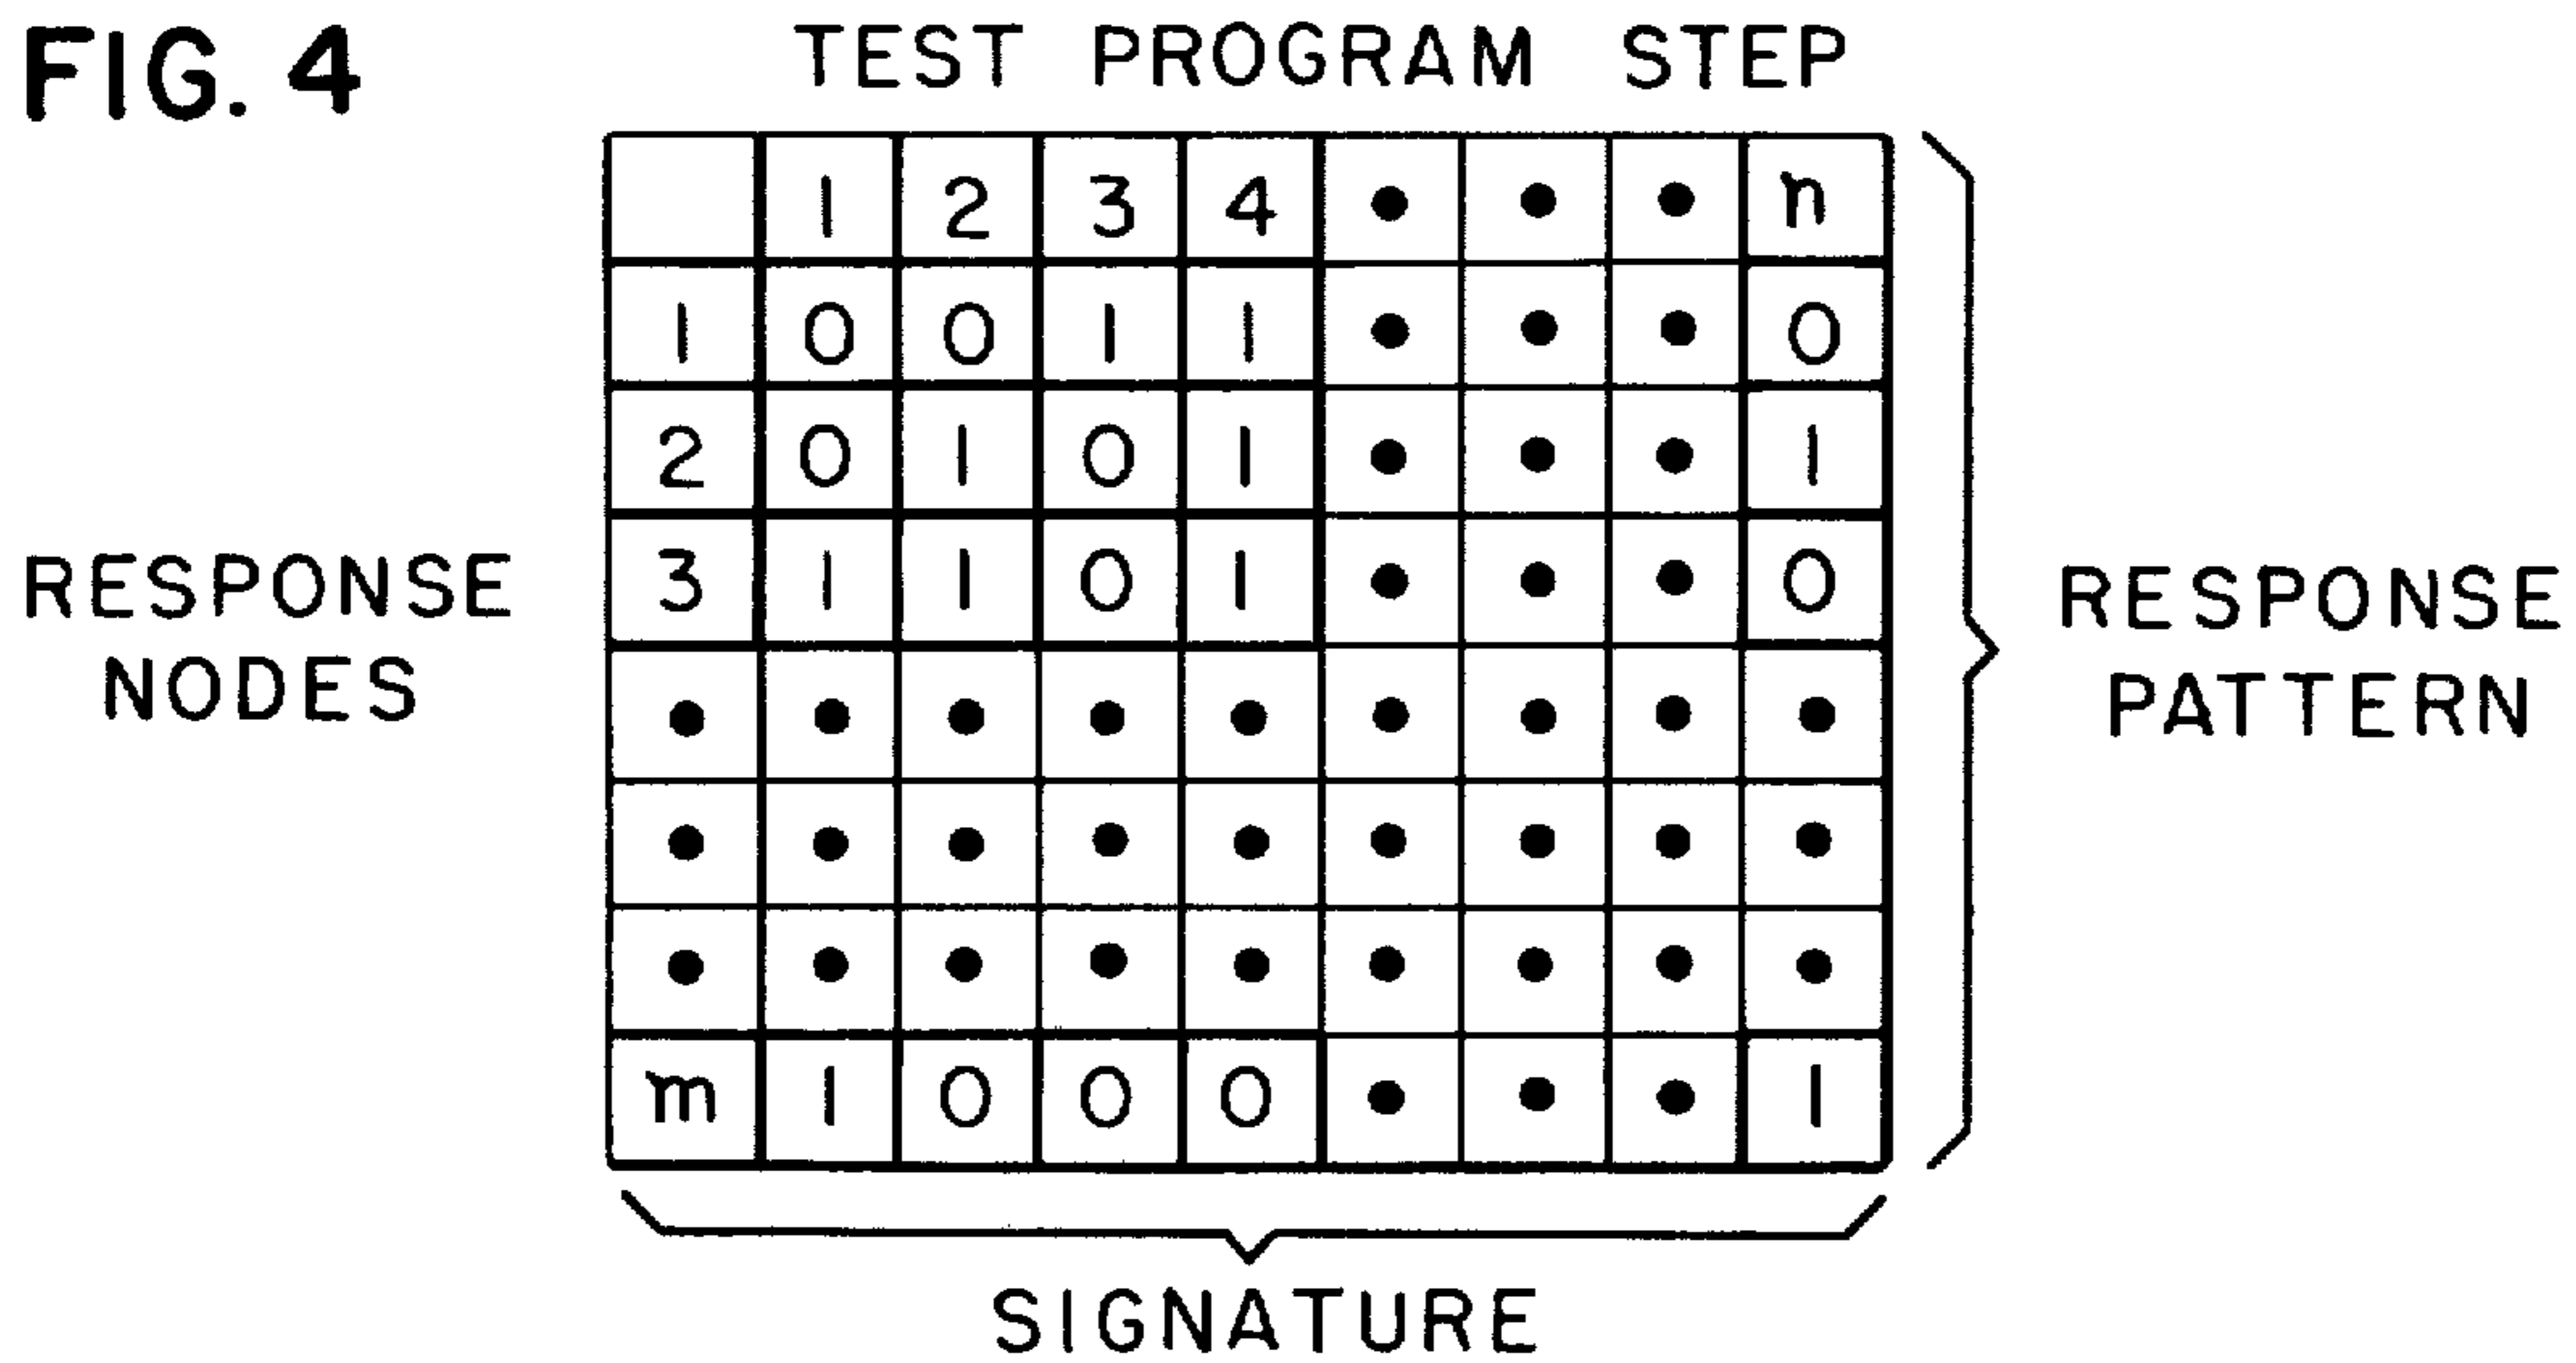 FIG. 4
TEST PROGRAM STEP
1 2 3 4 • • • n
1 0 0 1 1 • • • 0
2 0 1 0 1 • • • 1
3 1 1 0 1 • • • 0
• • • • • • • • •
• • • • • • • • •
• • • • • • • • •
m 1 0 0 0 • • • 1
RESPONSE
NODES
RESPONSE
PATTERN
SIGNATURE